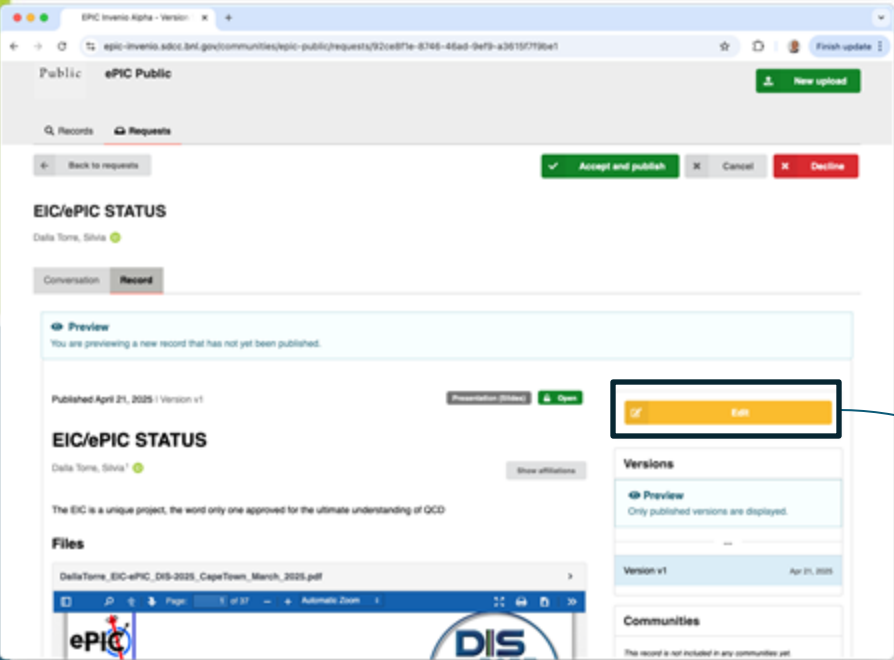 EPIC Invenio Alpha - Version
epic-invenio.sdcc.bnl.gov/communities/epic-public/requests/92ce8f1e-8746-46ad-9ef9-a3615f7f9be1
Finish update
Public ePIC Public
New upload
Records Requests
Back to requests
Accept and publish Cancel Decline
EIC/ePIC STATUS
Dalla Torre, Silvia
Conversation Record
Preview
You are previewing a new record that has not yet been published.
Published April 21, 2025 | Version v1
Presentation (Slides) Open
Edit
EIC/ePIC STATUS
Dalla Torre, Silvia¹
Show affiliations
The EIC is a unique project, the word only one approved for the ultimate understanding of QCD
Files
DallaTorre_EIC-ePIC_DIS-2025_CapeTown_March_2025.pdf
Page: 1 of 37 Automatic Zoom
ePIC
DIS
Versions
Preview
Only published versions are displayed.
...
Version v1 Apr 21, 2025
Communities
This record is not included in any communities yet.